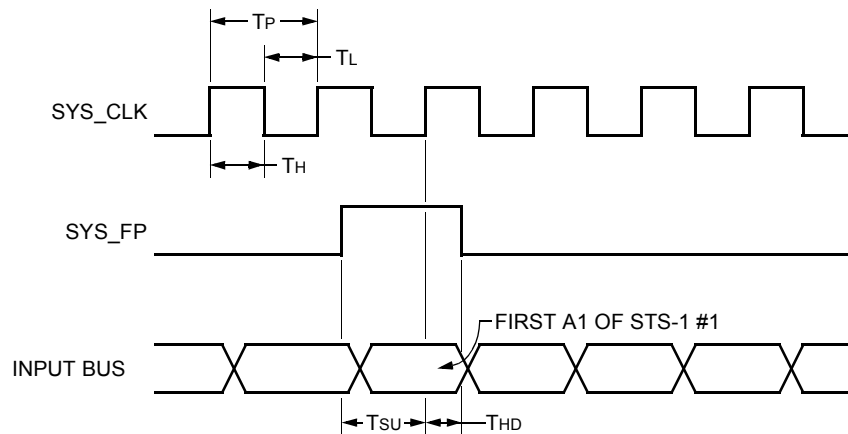 TP
TL
SYS_CLK
TH
SYS_FP
FIRST A1 OF STS-1 #1
INPUT BUS
TSU
THD